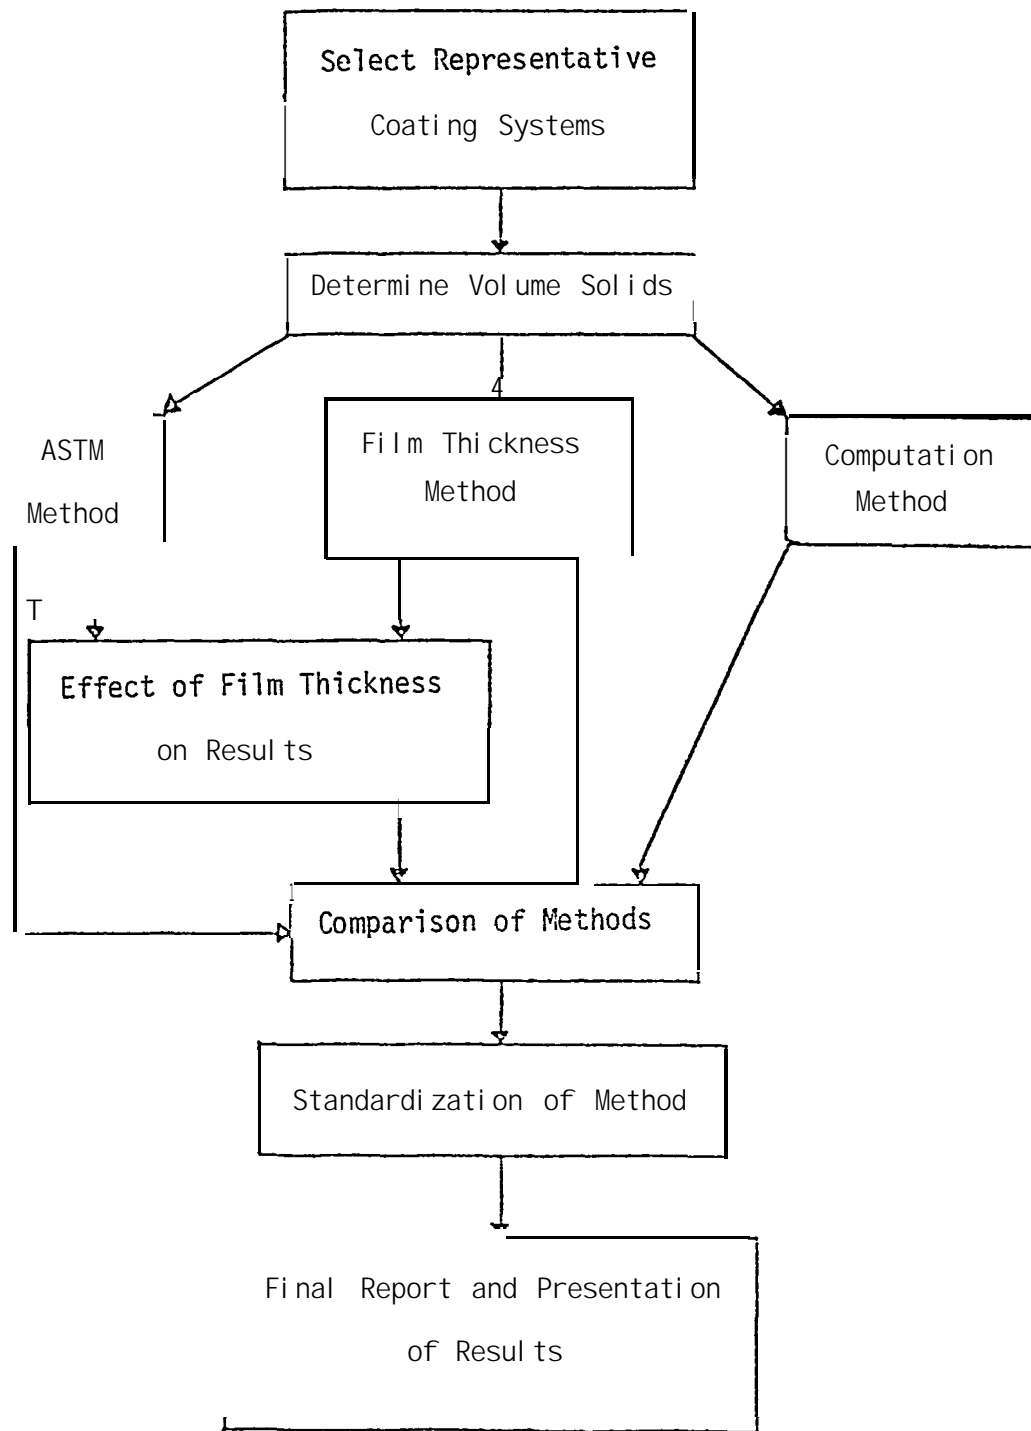 Select Representative
Coating Systems
Determine Volume Solids
4
ASTM
Method
Film Thickness
Method
Computation
Method
T
Effect of Film Thickness
on Results
Comparison of Methods
Standardization of Method
Final Report and Presentation
of Results